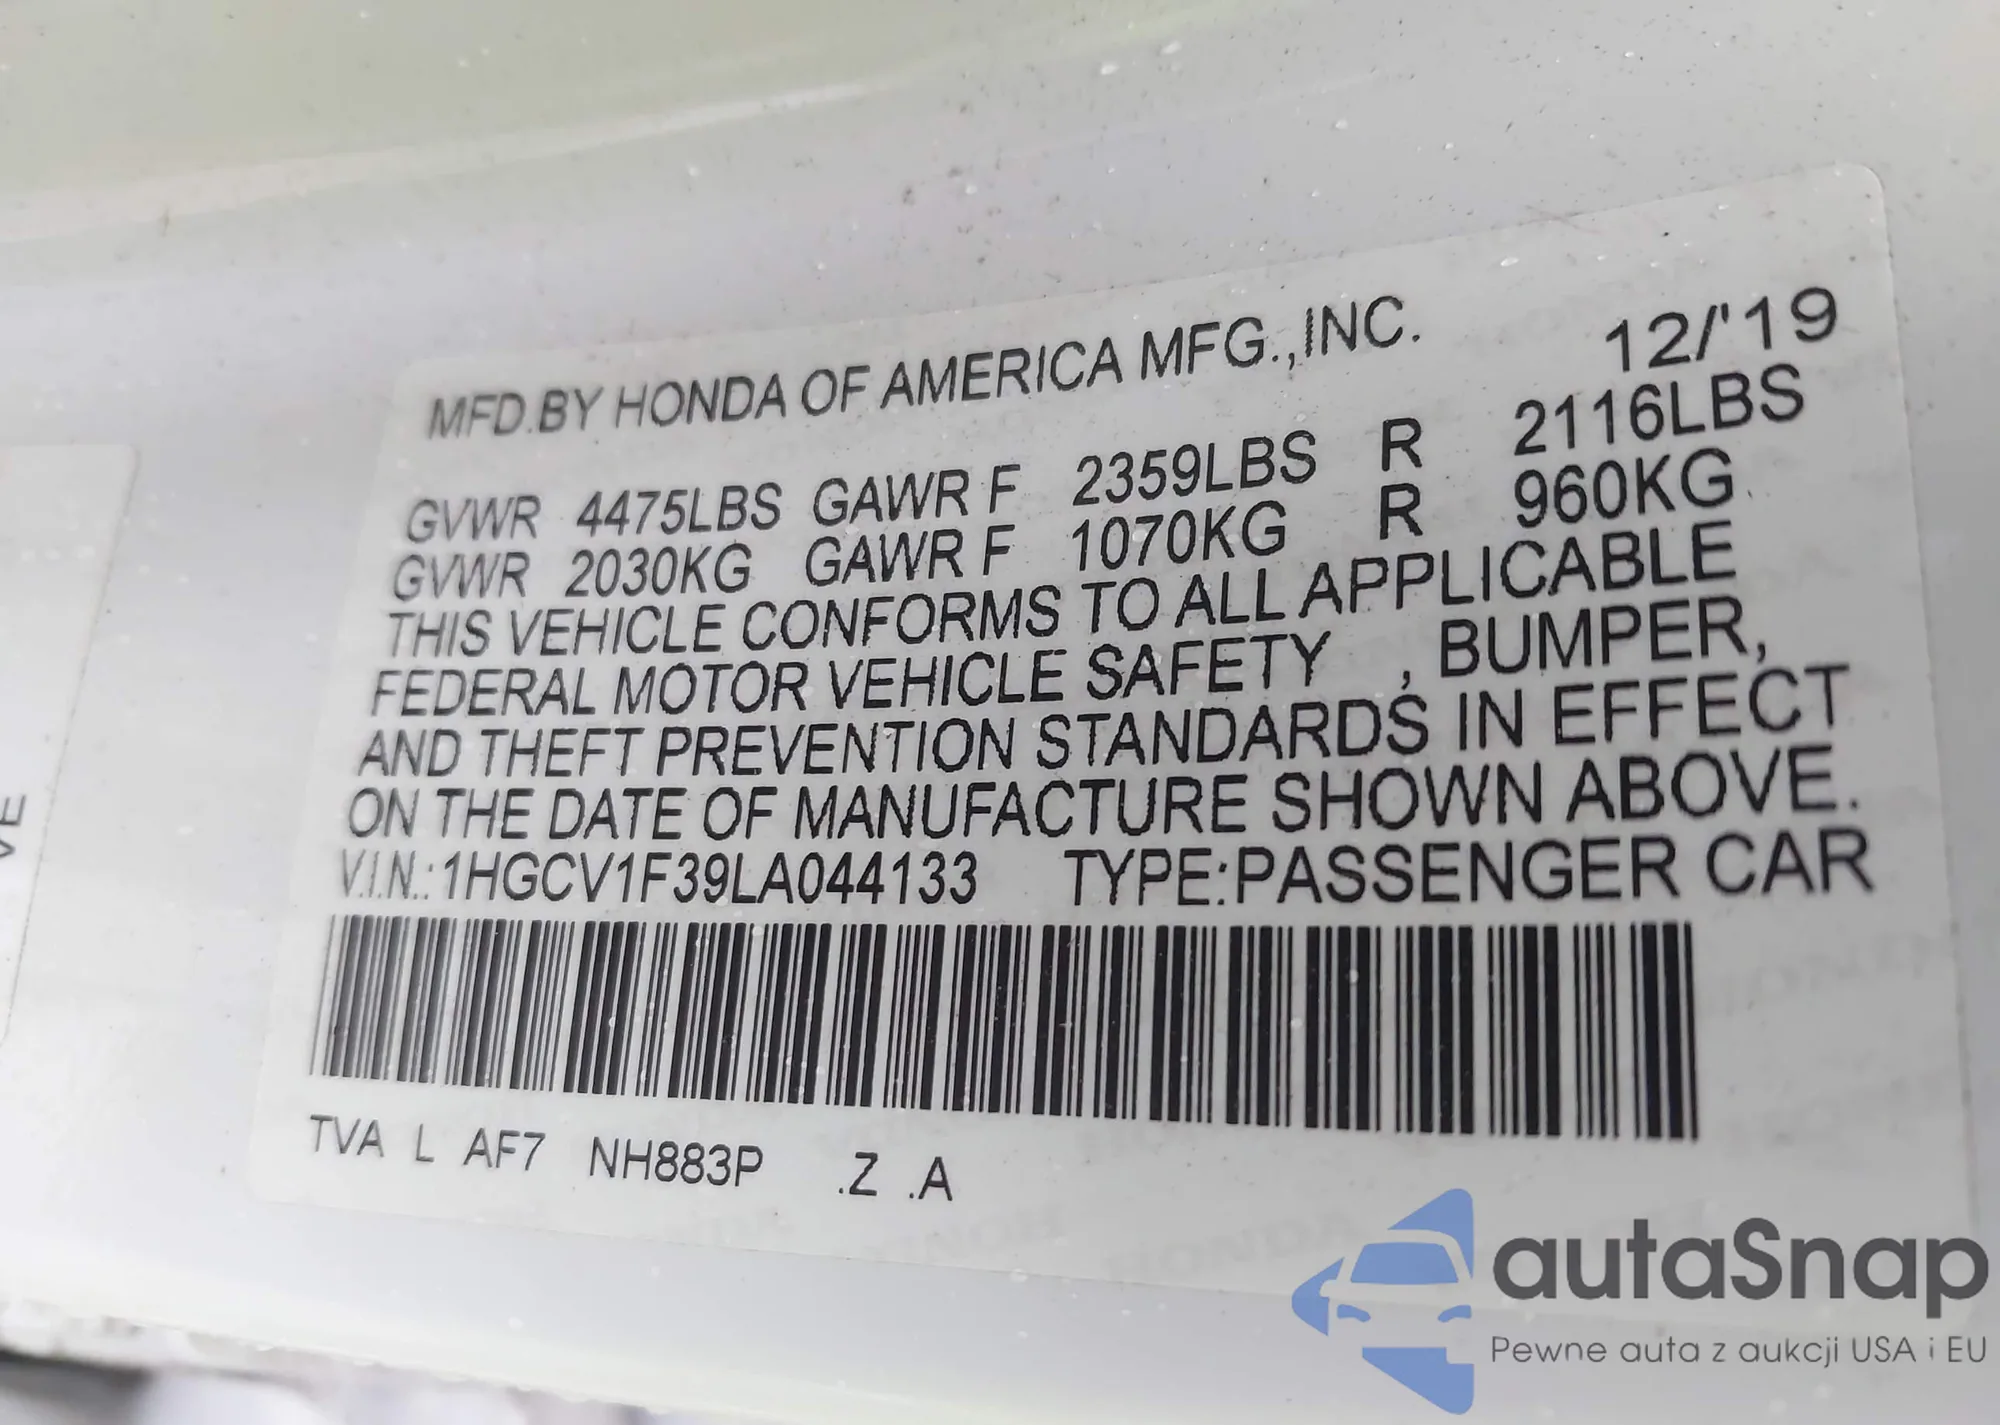 MFD.BY HONDA OF AMERICA MFG.,INC. 12/'19
GVWR 4475LBS GAWR F 2359LBS R 2116LBS
GVWR 2030KG GAWR F 1070KG R 960KG
THIS VEHICLE CONFORMS TO ALL APPLICABLE
FEDERAL MOTOR VEHICLE SAFETY , BUMPER,
AND THEFT PREVENTION STANDARDS IN EFFECT
ON THE DATE OF MANUFACTURE SHOWN ABOVE.
V.I.N.:1HGCV1F39LA044133 TYPE:PASSENGER CAR
TVA L AF7 NH883P .Z .A
VE
autaSnap
Pewne auta z aukcji USA i EU